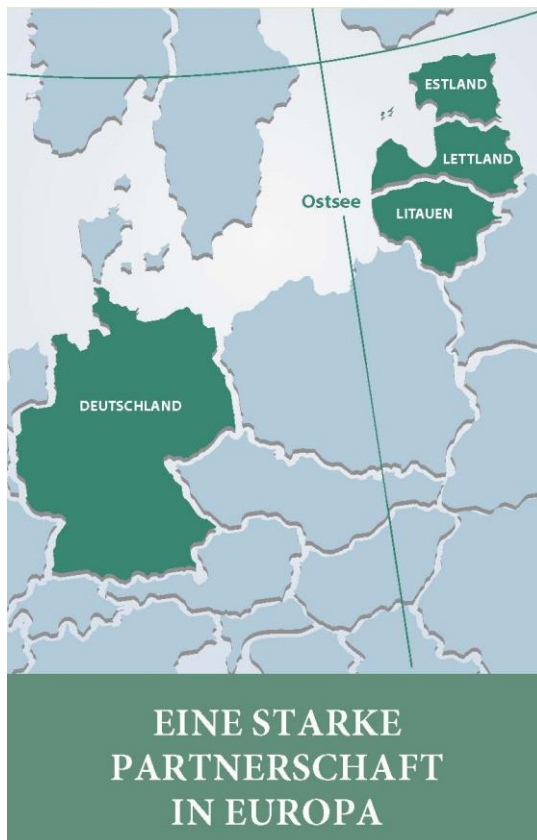 ESTLAND
LETTLAND
Ostsee
LITAUEN
DEUTSCHLAND
EINE STARKE
PARTNERSCHAFT
IN EUROPA